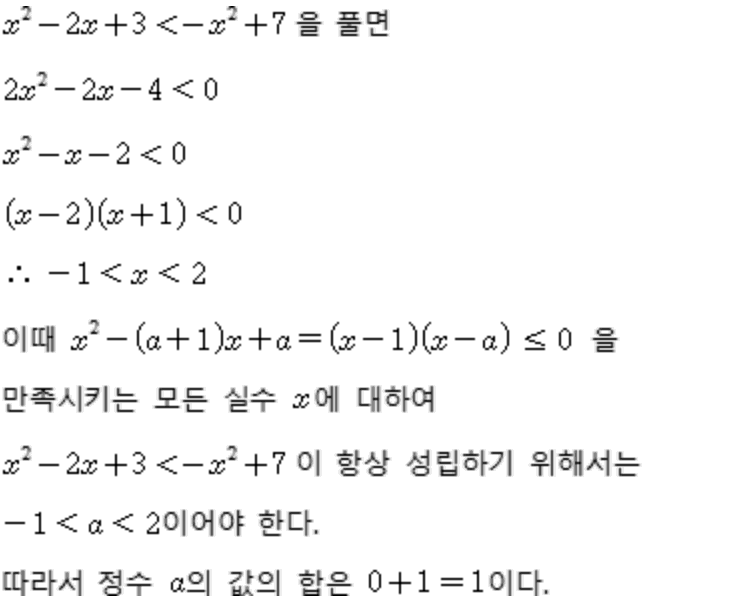 x² − 2x + 3 < −x² + 7 을 풀면
2x² − 2x − 4 < 0
x² − x − 2 < 0
(x − 2)(x + 1) < 0
∴ −1 < x < 2
이때 x² − (a + 1)x + a = (x − 1)(x − a) ≤ 0 을
만족시키는 모든 실수 x에 대하여
x² − 2x + 3 < −x² + 7 이 항상 성립하기 위해서는
−1 < a < 2이어야 한다.
따라서 정수 a의 값의 합은 0 + 1 = 1이다.